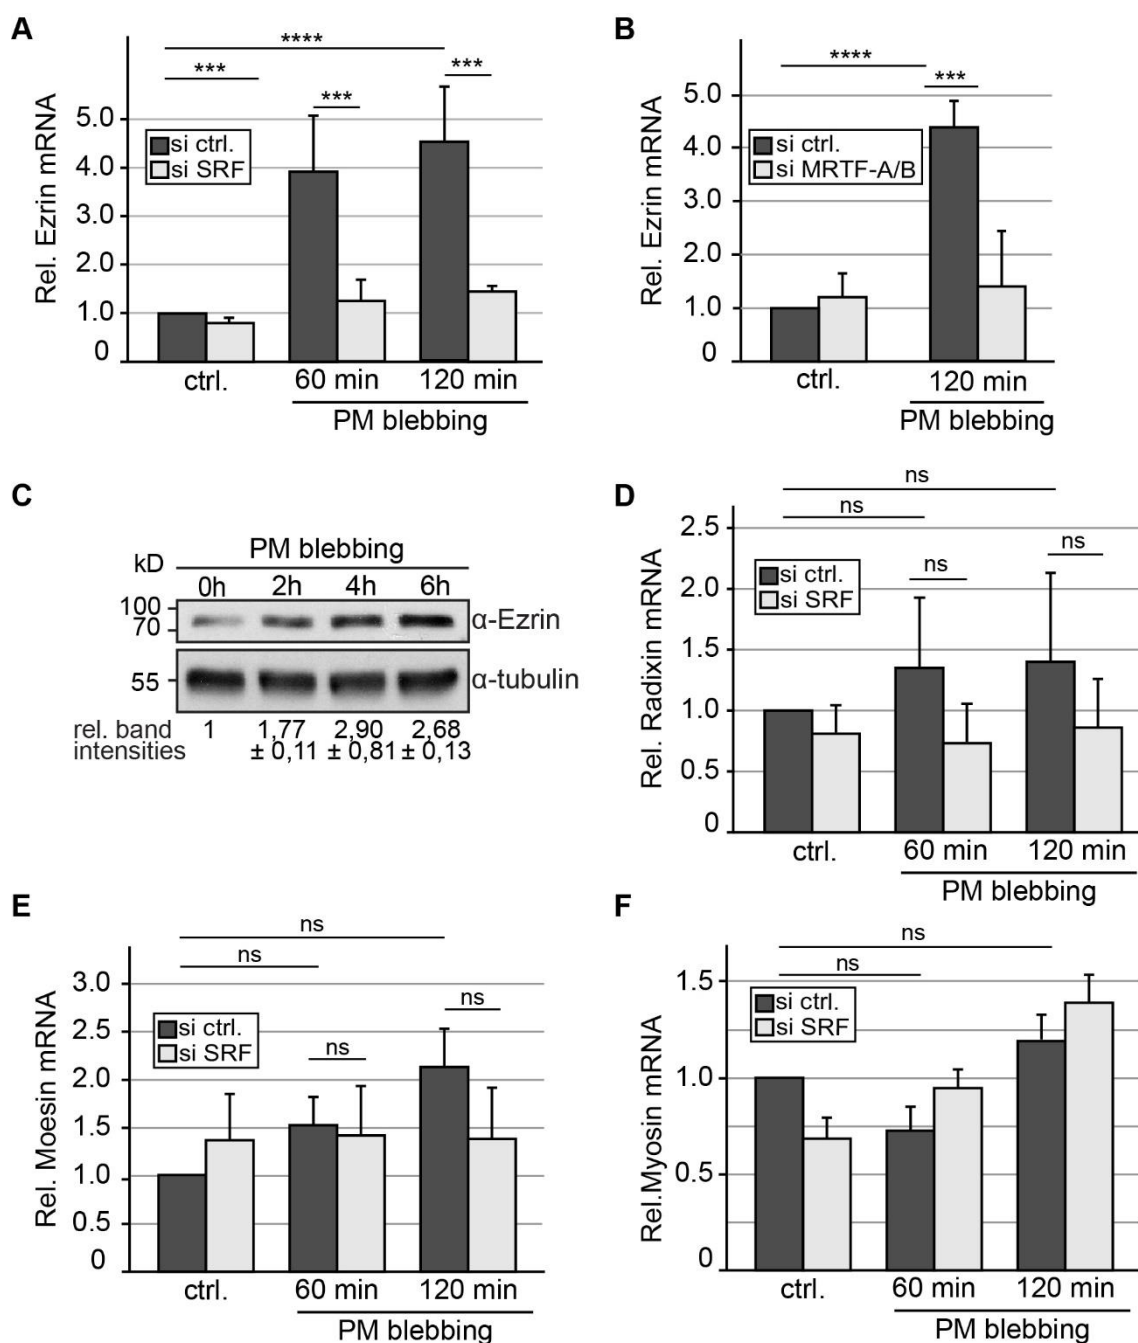 A
Rel. Ezrin mRNA
****
***
***
***
5.0
4.0
3.0
2.0
1.0
0
si ctrl.
si SRF
ctrl.
60 min
120 min
PM blebbing
B
Rel. Ezrin mRNA
****
***
5.0
4.0
3.0
2.0
1.0
0
si ctrl.
si MRTF-A/B
ctrl.
120 min
PM blebbing
C
PM blebbing
kD
0h 2h 4h 6h
100
70
α-Ezrin
55
α-tubulin
rel. band 1 1,77 2,90 2,68
intensities ± 0,11 ± 0,81 ± 0,13
D
Rel. Radixin mRNA
ns
ns
ns
ns
2.5
2.0
1.5
1.0
0.5
0
si ctrl.
si SRF
ctrl.
60 min
120 min
PM blebbing
E
Rel. Moesin mRNA
ns
ns
ns
ns
3.0
2.5
2.0
1.5
1.0
0.5
0
si ctrl.
si SRF
ctrl.
60 min
120 min
PM blebbing
F
Rel.Myosin mRNA
ns
ns
1.5
1.0
0.5
0
si ctrl.
si SRF
ctrl.
60 min
120 min
PM blebbing